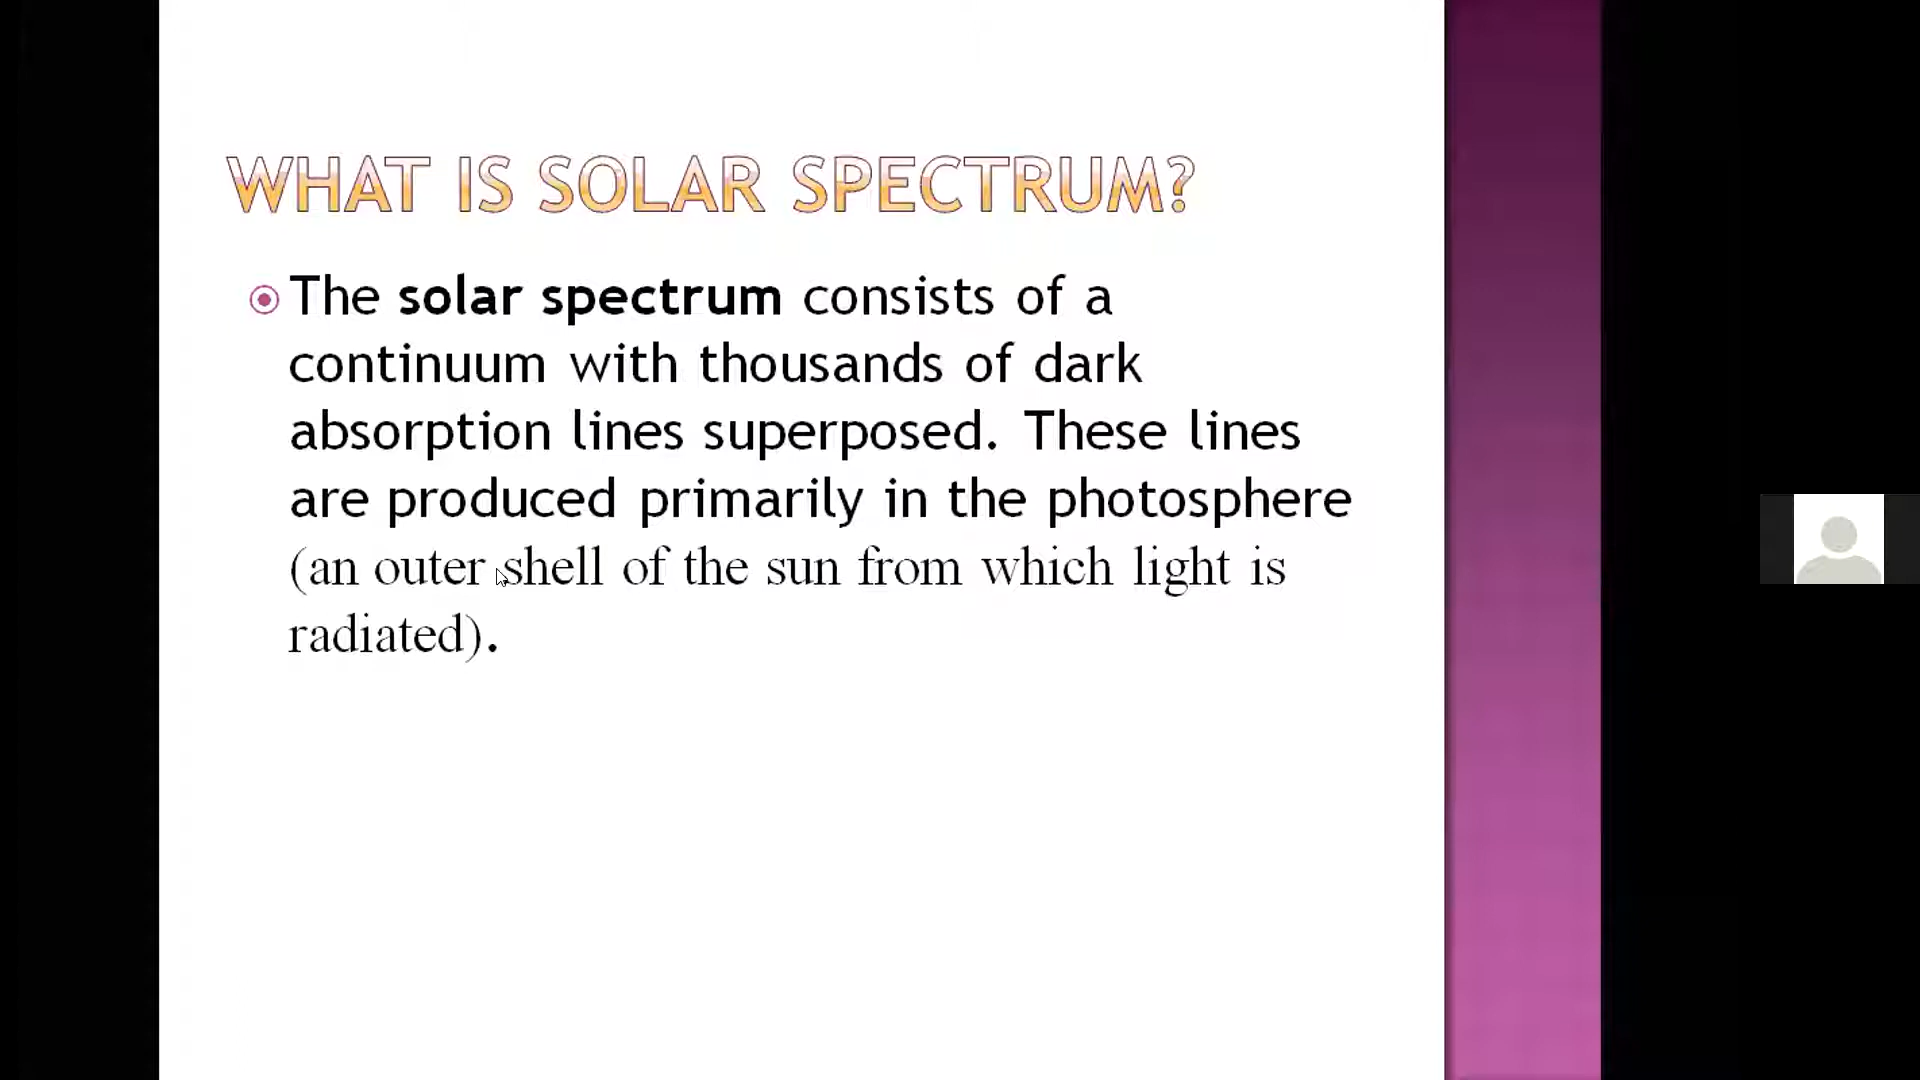 WHAT IS SOLAR SPECTRUM?
The solar spectrum consists of a
continuum with thousands of dark
absorption lines superposed. These lines
are produced primarily in the photosphere
(an outer shell of the sun from which light is
radiated).